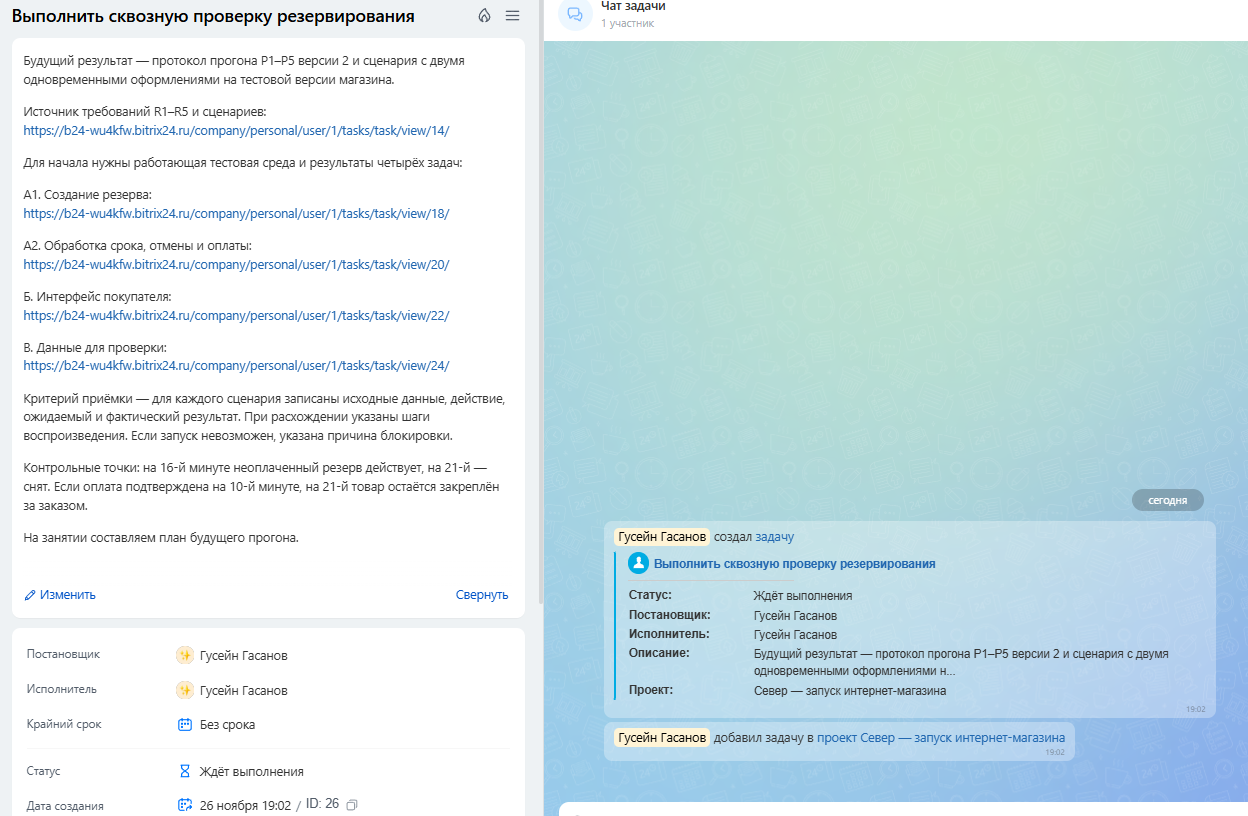 Выполнить сквозную проверку резервирования
Будущий результат — протокол прогона P1–P5 версии 2 и сценария с двумя
одновременными оформлениями на тестовой версии магазина.
Источник требований R1–R5 и сценариев:
https://b24-wu4kfw.bitrix24.ru/company/personal/user/1/tasks/task/view/14/
Для начала нужны работающая тестовая среда и результаты четырёх задач:
А1. Создание резерва:
https://b24-wu4kfw.bitrix24.ru/company/personal/user/1/tasks/task/view/18/
А2. Обработка срока, отмены и оплаты:
https://b24-wu4kfw.bitrix24.ru/company/personal/user/1/tasks/task/view/20/
Б. Интерфейс покупателя:
https://b24-wu4kfw.bitrix24.ru/company/personal/user/1/tasks/task/view/22/
В. Данные для проверки:
https://b24-wu4kfw.bitrix24.ru/company/personal/user/1/tasks/task/view/24/
Критерий приёмки — для каждого сценария записаны исходные данные, действие,
ожидаемый и фактический результат. При расхождении указаны шаги
воспроизведения. Если запуск невозможен, указана причина блокировки.
Контрольные точки: на 16-й минуте неоплаченный резерв действует, на 21-й —
снят. Если оплата подтверждена на 10-й минуте, на 21-й товар остаётся закреплён
за заказом.
На занятии составляем план будущего прогона.
Изменить
Свернуть
Постановщик
Гусейн Гасанов
Исполнитель
Гусейн Гасанов
Крайний срок
Без срока
Статус
Ждёт выполнения
Дата создания
26 ноября 19:02 / ID: 26
Чат задачи
1 участник
сегодня
Гусейн Гасанов создал задачу
Выполнить сквозную проверку резервирования
Статус: Ждёт выполнения
Постановщик: Гусейн Гасанов
Исполнитель: Гусейн Гасанов
Описание: Будущий результат — протокол прогона P1–P5 версии 2 и сценария с двумя
одновременными оформлениями н...
Проект: Север — запуск интернет-магазина
19:02
Гусейн Гасанов добавил задачу в проект Север — запуск интернет-магазина
19:02